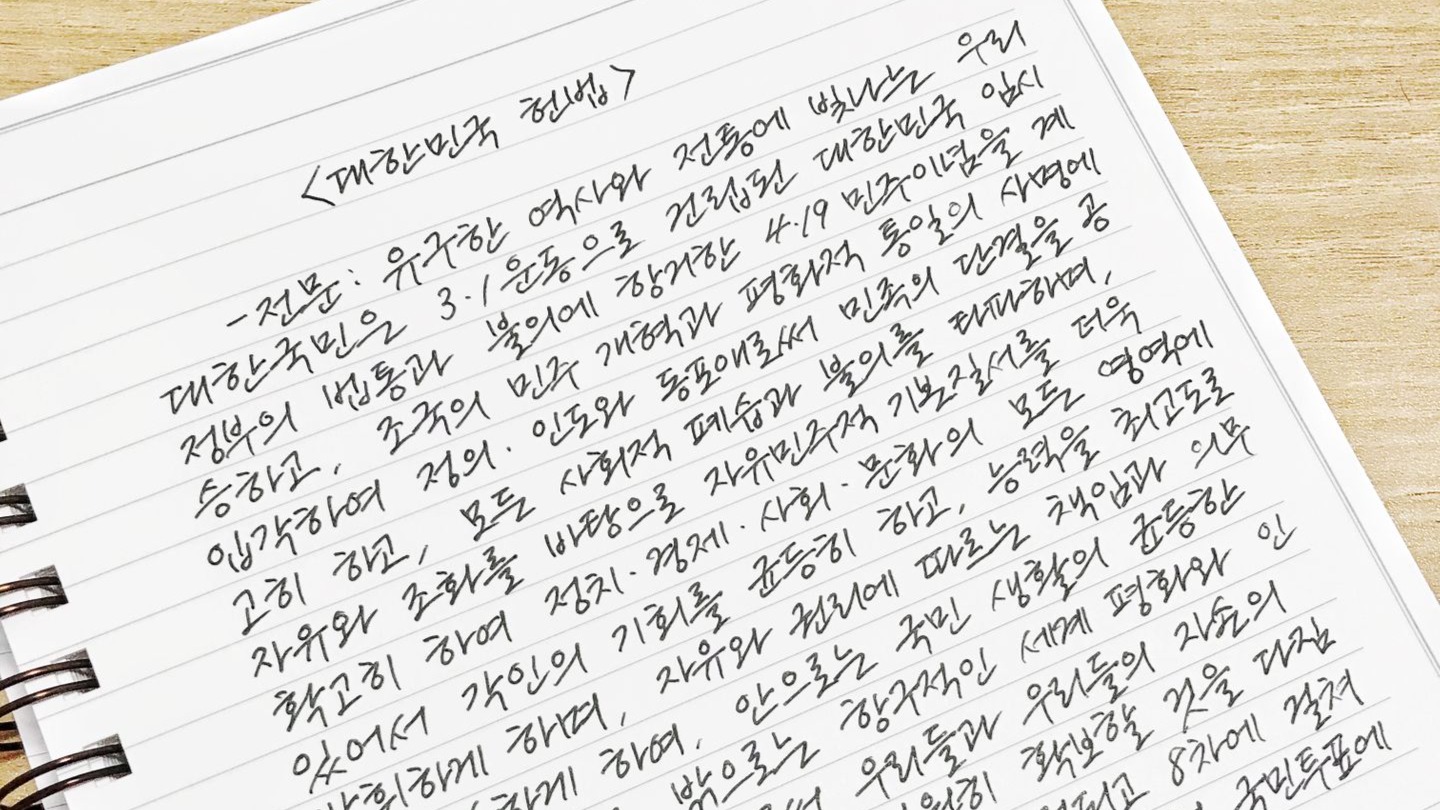 <대한민국 헌법>
-전문: 유구한 역사와 전통에 빛나는 우리
대한국민은 3.1운동으로 건립된 대한민국 임시
정부의 법통과 불의에 항거한 4.19 민주이념을 계
승하고, 조국의 민주 개혁과 평화적 통일의 사명에
입각하여 정의·인도와 동포애로써 민족의 단결을 공
고히 하고, 모든 사회적 폐습과 불의를 타파하며,
자유와 조화를 바탕으로 자유민주적 기본질서를 더욱
확고히 하여 정치·경제·사회·문화의 모든 영역에
있어서 각인의 기회를 균등히 하고, 능력을 최고도로
발휘하게 하며, 자유와 권리에 따르는 책임과 의무
하게 하여, 안으로는 국민 생활의 균등한
밖으로는 항구적인 세계 평화와 인
써 우리들과 우리들의 자손의
확보할 것을 다짐
8차에 걸쳐
국민투표에